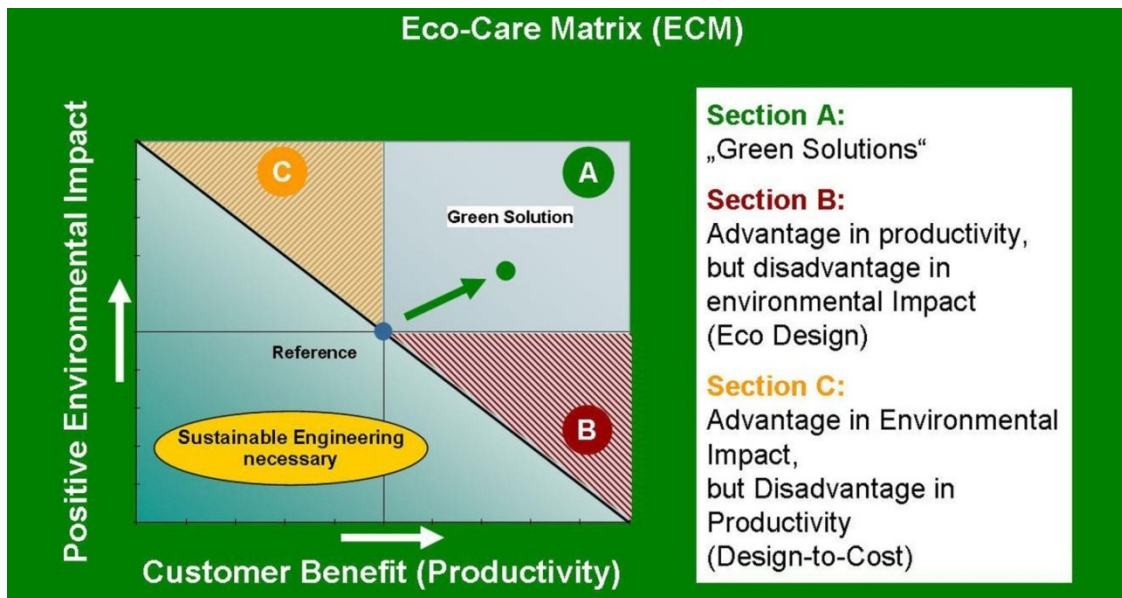 Eco-Care Matrix (ECM)
Positive Environmental Impact
C
A
Green Solution
Reference
Sustainable Engineering
necessary
B
Customer Benefit (Productivity)
Section A:
„Green Solutions“
Section B:
Advantage in productivity,
but disadvantage in
environmental Impact
(Eco Design)
Section C:
Advantage in Environmental
Impact,
but Disadvantage in
Productivity
(Design-to-Cost)